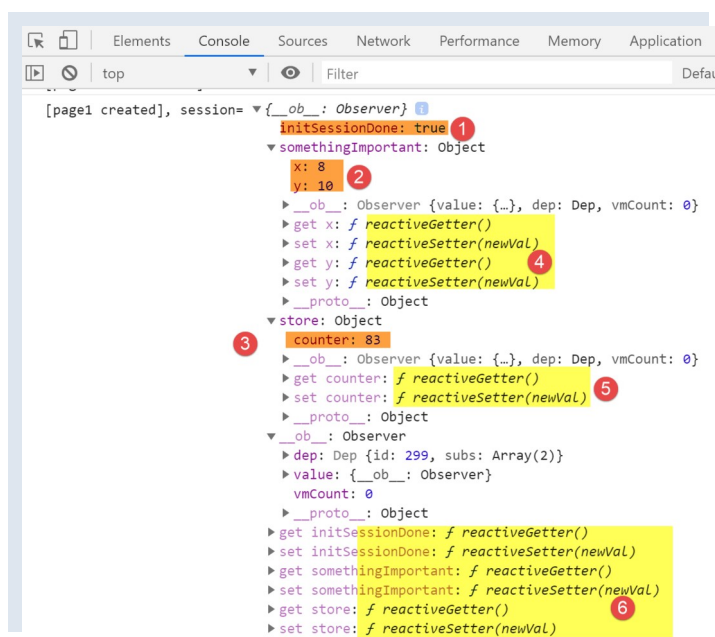 Elements Console Sources Network Performance Memory Application
top ▼ Filter Defau
[page1 created], session= ▼{__ob__: Observer} i
initSessionDone: true 1
▼somethingImportant: Object
x: 8
2
y: 10
▶__ob__: Observer {value: {…}, dep: Dep, vmCount: 0}
▶get x: ƒ reactiveGetter()
▶set x: ƒ reactiveSetter(newVal)
▶get y: ƒ reactiveGetter() 4
▶set y: ƒ reactiveSetter(newVal)
▶__proto__: Object
▼store: Object
3 counter: 83
▶__ob__: Observer {value: {…}, dep: Dep, vmCount: 0}
▶get counter: ƒ reactiveGetter() 5
▶set counter: ƒ reactiveSetter(newVal)
▶__proto__: Object
▼__ob__: Observer
▶dep: Dep {id: 299, subs: Array(2)}
▶value: {__ob__: Observer}
vmCount: 0
▶__proto__: Object
▶get initSessionDone: ƒ reactiveGetter()
▶set initSessionDone: ƒ reactiveSetter(newVal)
▶get somethingImportant: ƒ reactiveGetter()
▶set somethingImportant: ƒ reactiveSetter(newVal)
▶get store: ƒ reactiveGetter() 6
▶set store: ƒ reactiveSetter(newVal)